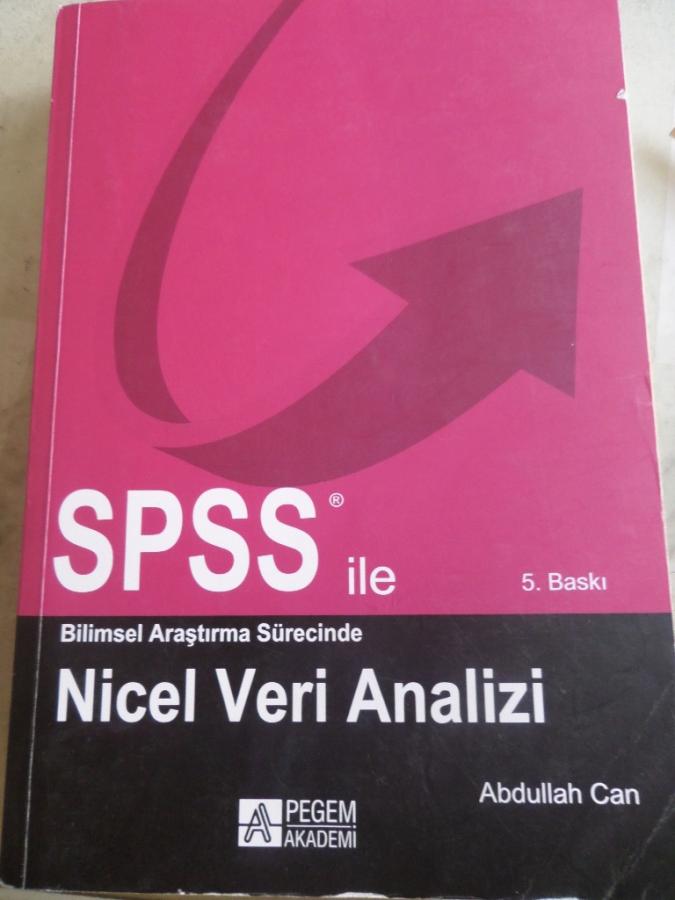 SPSS® ile
5. Baskı
Bilimsel Araştırma Sürecinde
Nicel Veri Analizi
Abdullah Can
PEGEM
AKADEMİ